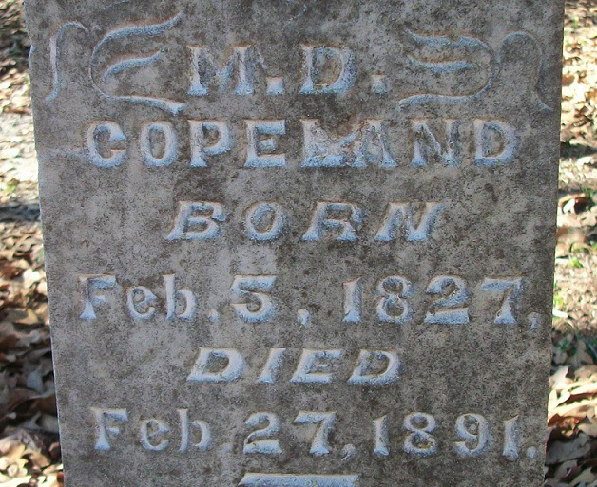 M.D.
COPELAND
BORN
Feb. 5, 1827,
DIED
Feb 27, 1891.